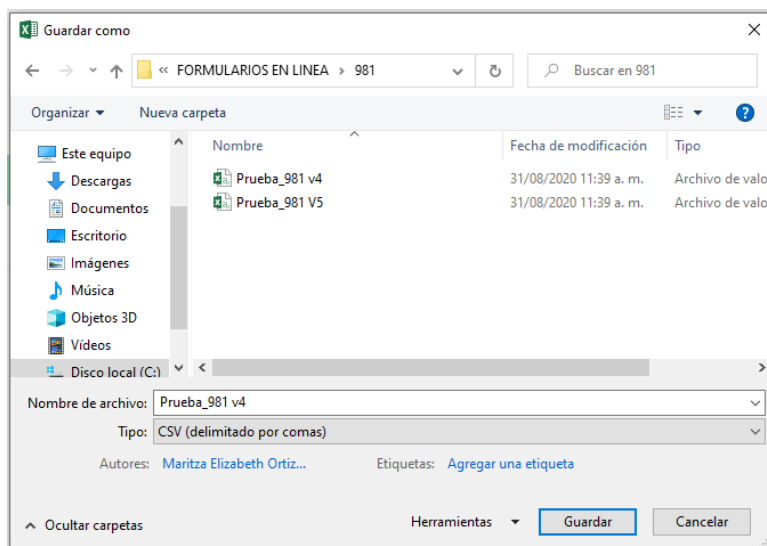 Guardar como
« FORMULARIOS EN LINEA > 981
Buscar en 981
Organizar
Nueva carpeta
Nombre
Fecha de modificación
Tipo
Este equipo
Descargas
Documentos
Escritorio
Imágenes
Música
Objetos 3D
Vídeos
Disco local (C:)
Prueba_981 v4 31/08/2020 11:39 a. m. Archivo de valo
Prueba_981 V5 31/08/2020 11:39 a. m. Archivo de valo
Nombre de archivo: Prueba_981 v4
Tipo: CSV (delimitado por comas)
Autores: Maritza Elizabeth Ortiz... Etiquetas: Agregar una etiqueta
Ocultar carpetas
Herramientas
Guardar
Cancelar